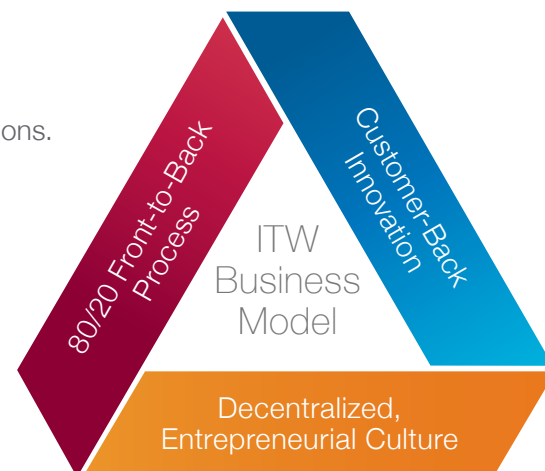 ons.
80/20 Front-to-Back
Process
Customer-Back
Innovation
ITW
Business
Model
Decentralized,
Entrepreneurial Culture